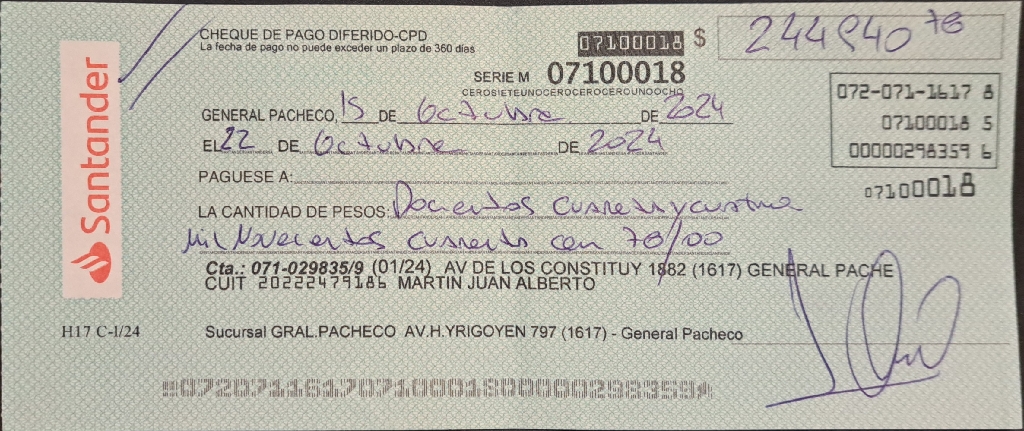 Santander
CHEQUE DE PAGO DIFERIDO-CPD
La fecha de pago no puede exceder un plazo de 360 días
07100018 $ 244940 78
SERIE M 07100018
CEROSIETEUNOCEROCEROCEROUNOOCHO
072-071-1617 8
07100018 5
00000298359 6
07100018
GENERAL PACHECO, 15 DE Octubre DE 2024
EL 22 DE Octubre DE 2024
PAGUESE A:
LA CANTIDAD DE PESOS: Docientos cuarenta y cuatro
mil Novecientos cuarenta con 78/00
Cta.: 071-029835/9 (01/24) AV DE LOS CONSTITUY 1882 (1617) GENERAL PACHE
CUIT 20222479186 MARTIN JUAN ALBERTO
H17 C-I/24
Sucursal GRAL.PACHECO AV.H.YRIGOYEN 797 (1617) - General Pacheco